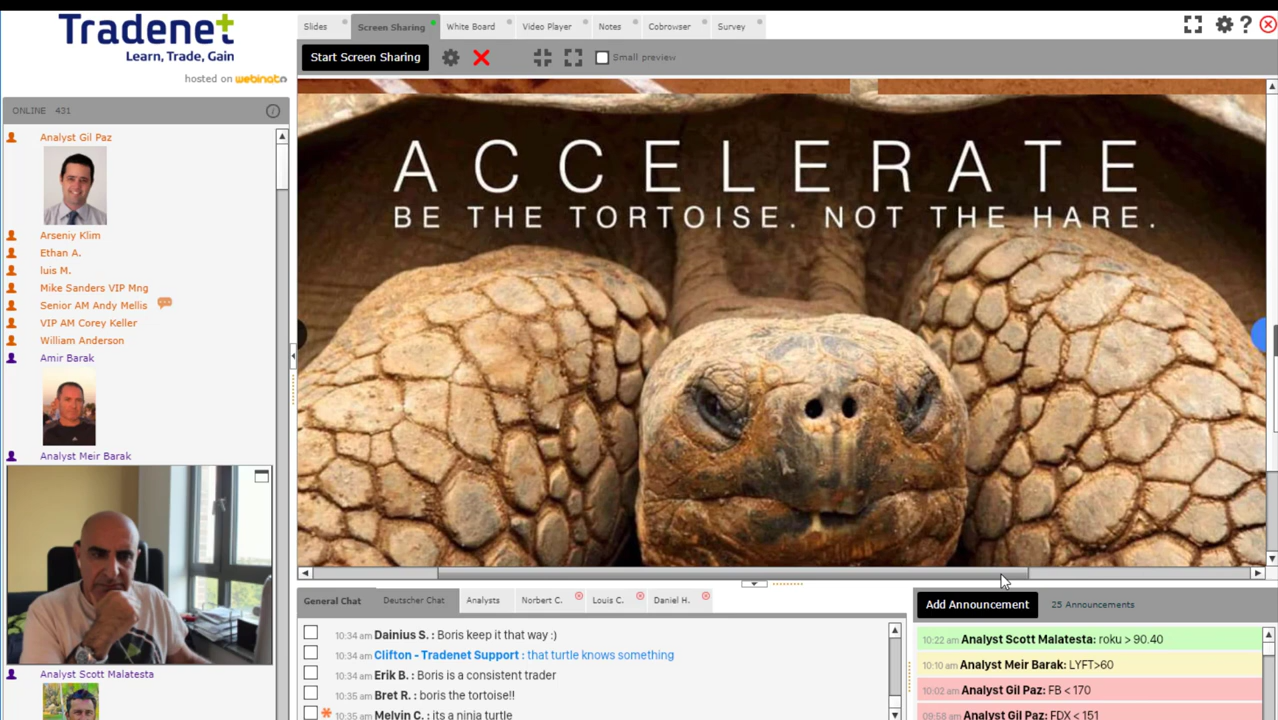 Tradenet
Learn, Trade, Gain
hosted on webinato
ONLINE · 431
Analyst Gil Paz
Arseniy Klim
Ethan A.
luis M.
Mike Sanders VIP Mng
Senior AM Andy Mellis
VIP AM Corey Keller
William Anderson
Amir Barak
Analyst Meir Barak
Analyst Scott Malatesta
Slides
Screen Sharing
White Board
Video Player
Notes
Cobrowser
Survey
Start Screen Sharing
Small preview
ACCELERATE
BE THE TORTOISE. NOT THE HARE.
General Chat
Deutscher Chat
Analysts
Norbert C.
Louis C.
Daniel H.
10:34 am Dainius S. : Boris keep it that way :)
10:34 am Clifton - Tradenet Support : that turtle knows something
10:34 am Erik B. : Boris is a consistent trader
10:35 am Bret R. : boris the tortoise!!
10:35 am Melvin C. : its a ninja turtle
Add Announcement
25 Announcements
10:22 am Analyst Scott Malatesta: roku > 90.40
10:10 am Analyst Meir Barak: LYFT>60
10:02 am Analyst Gil Paz: FB < 170
09:58 am Analyst Gil Paz: FDX < 151